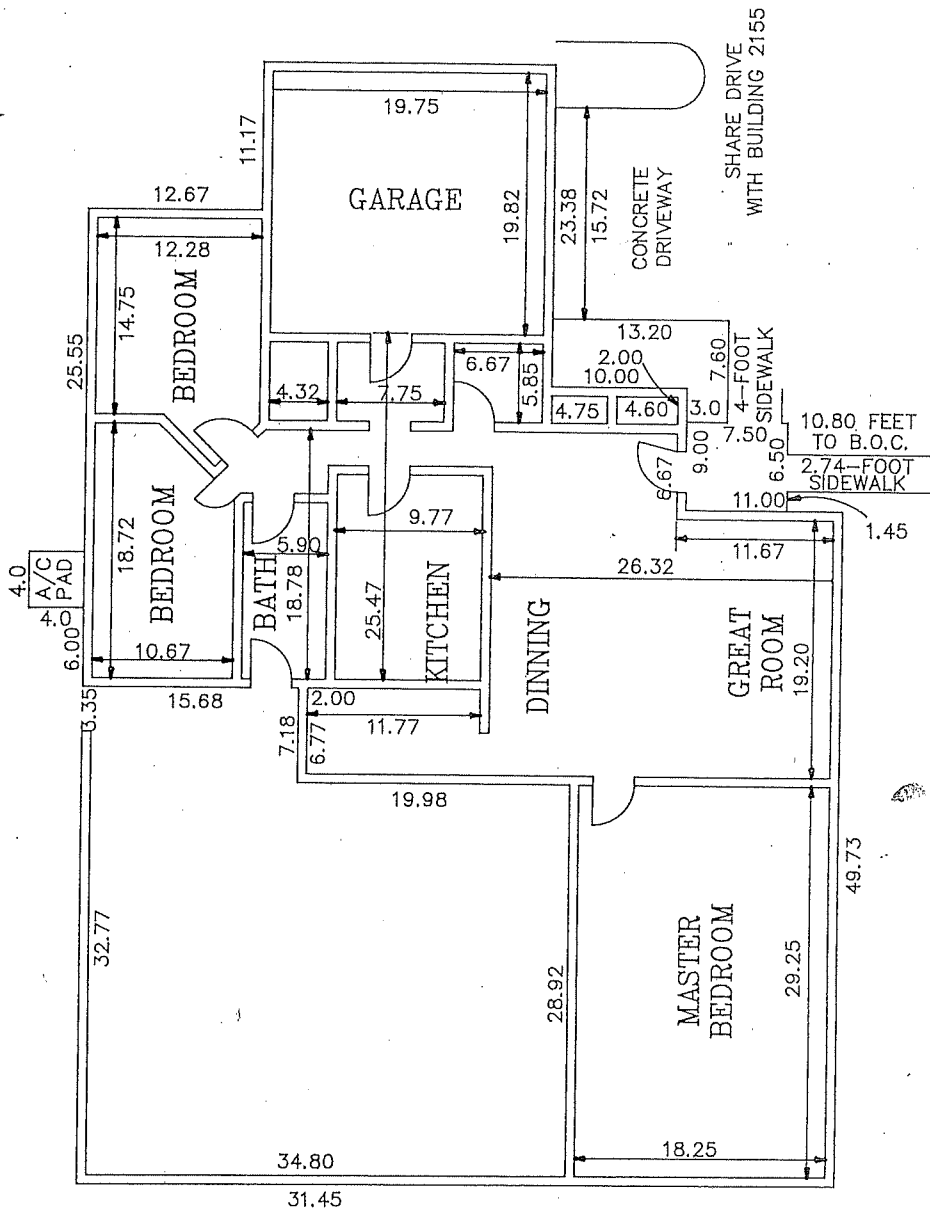 SHARE DRIVE
WITH BUILDING 2155
19.75
11.17
GARAGE
19.82
23.38
15.72
CONCRETE
DRIVEWAY
12.67
12.28
14.75
25.55
BEDROOM
13.20
2.00
10.00
7.60
4-FOOT
SIDEWALK
4.32
7.75
6.67
5.85
4.75
4.60
3.0
7.50
10.80 FEET
TO B.O.C.
2.74-FOOT
SIDEWALK
6.50
9.00
6.67
11.00
1.45
4.0
A/C
PAD
4.0
6.00
18.72
BEDROOM
10.67
5.90
BATH
18.78
9.77
25.47
KITCHEN
26.32
11.67
DINNING
GREAT
ROOM
19.20
3.35
15.68
7.18
6.77
2.00
11.77
19.98
32.77
28.92
MASTER
BEDROOM
29.25
49.73
34.80
18.25
31.45